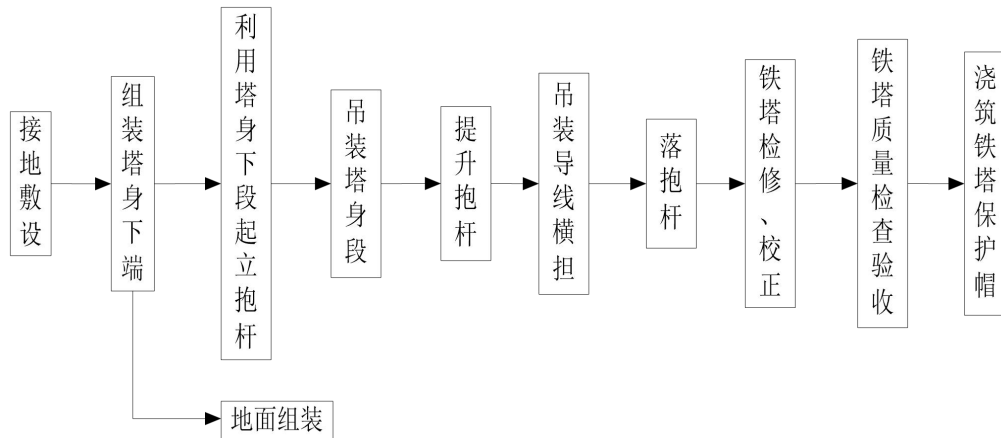 接地敷设
组装塔身下端
利用塔身下段起立抱杆
吊装塔身段
提升抱杆
吊装导线横担
落抱杆
铁塔检修、校正
铁塔质量检查验收
浇筑铁塔保护帽
地面组装